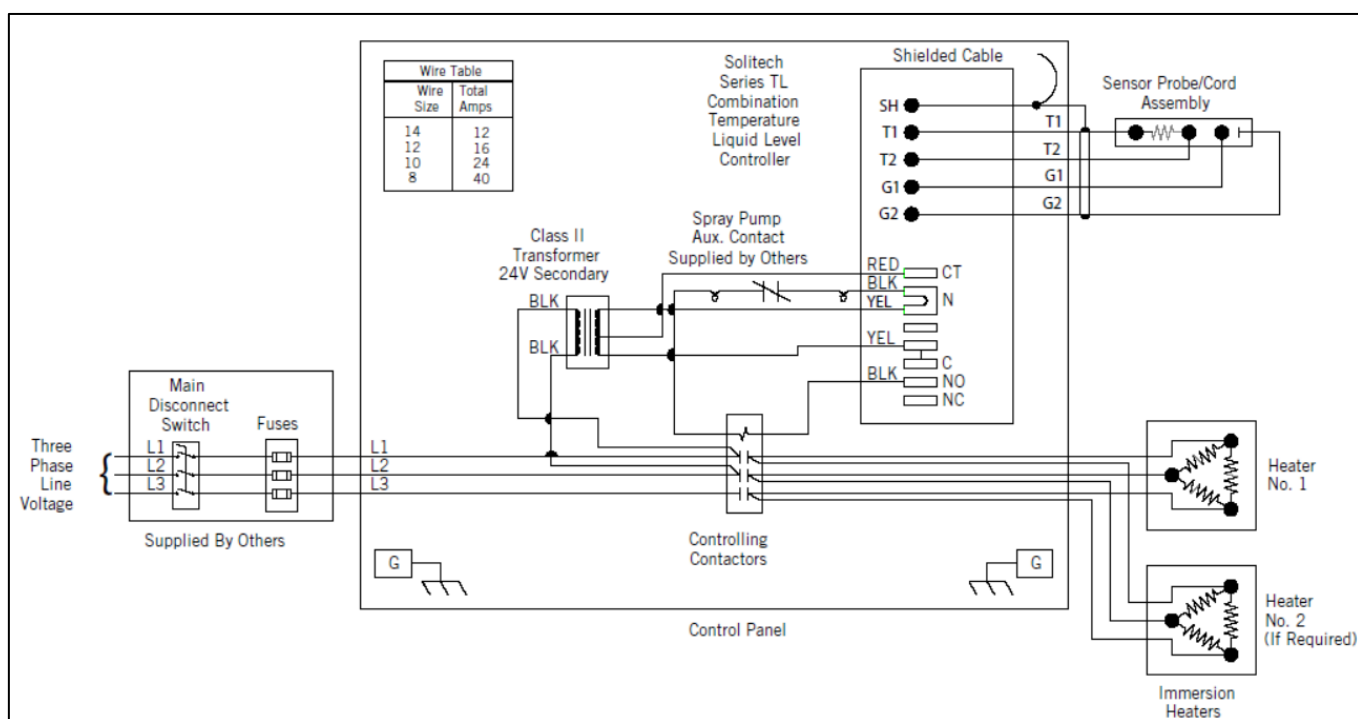 Wire Table
Wire Size
Total Amps
14 12
12 16
10 24
8 40
Solitech
Series TL
Combination
Temperature
Liquid Level
Controller
Shielded Cable
SH
T1
T2
G1
G2
T1
T2
G1
G2
Sensor Probe/Cord
Assembly
Class II
Transformer
24V Secondary
BLK
BLK
Spray Pump
Aux. Contact
Supplied by Others
RED
BLK
YEL
YEL
BLK
CT
N
C
NO
NC
Three
Phase
Line
Voltage
Main
Disconnect
Switch
Fuses
L1
L2
L3
Supplied By Others
L1
L2
L3
Controlling
Contactors
G
G
Control Panel
Heater
No. 1
Heater
No. 2
(If Required)
Immersion
Heaters